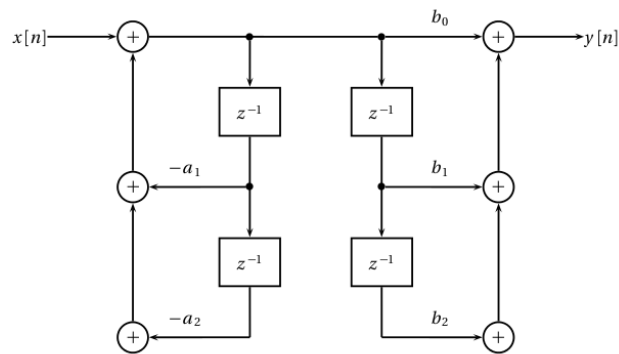 b₀
x[n] + + y[n]
z⁻¹ z⁻¹
−a₁ b₁
+ +
z⁻¹ z⁻¹
−a₂ b₂
+ +